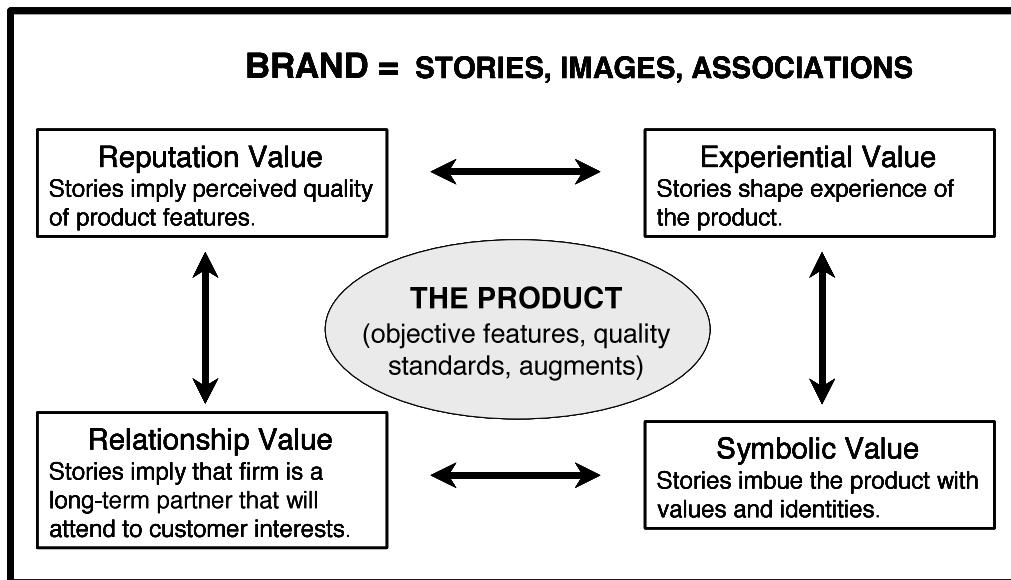 BRAND = STORIES, IMAGES, ASSOCIATIONS
Reputation Value
Stories imply perceived quality
of product features.
Experiential Value
Stories shape experience of
the product.
THE PRODUCT
(objective features, quality
standards, augments)
Relationship Value
Stories imply that firm is a
long-term partner that will
attend to customer interests.
Symbolic Value
Stories imbue the product with
values and identities.